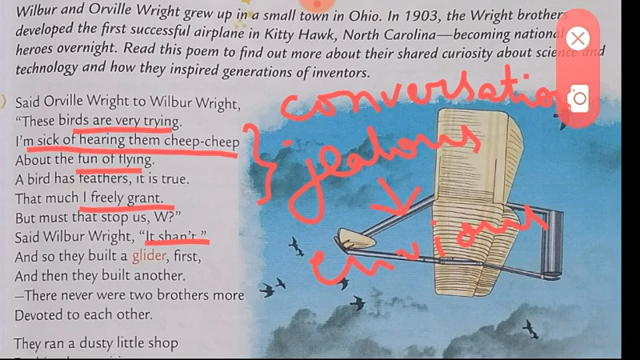 Wilbur and Orville Wright grew up in a small town in Ohio. In 1903, the Wright brothers
developed the first successful airplane in Kitty Hawk, North Carolina—becoming national
heroes overnight. Read this poem to find out more about their shared curiosity about science and
technology and how they inspired generations of inventors.
Said Orville Wright to Wilbur Wright,
“These birds are very trying.
I'm sick of hearing them cheep-cheep
About the fun of flying.
A bird has feathers, it is true.
That much I freely grant.
But must that stop us, W?”
Said Wilbur Wright, “It shan't.”
And so they built a glider, first,
And then they built another.
—There never were two brothers more
Devoted to each other.
They ran a dusty little shop
conversation
jealous
envious